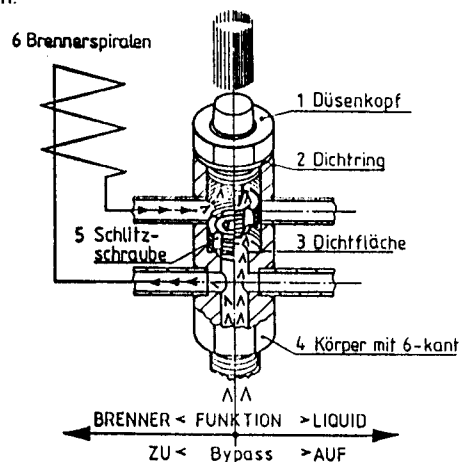 n.
6 Brennerspiralen
1 Düsenkopf
2 Dichtring
5 Schlitz-
schraube
3 Dichtfläche
4 Körper mit 6-kant
BRENNER < FUNKTION > LIQUID
ZU < Bypass > AUF